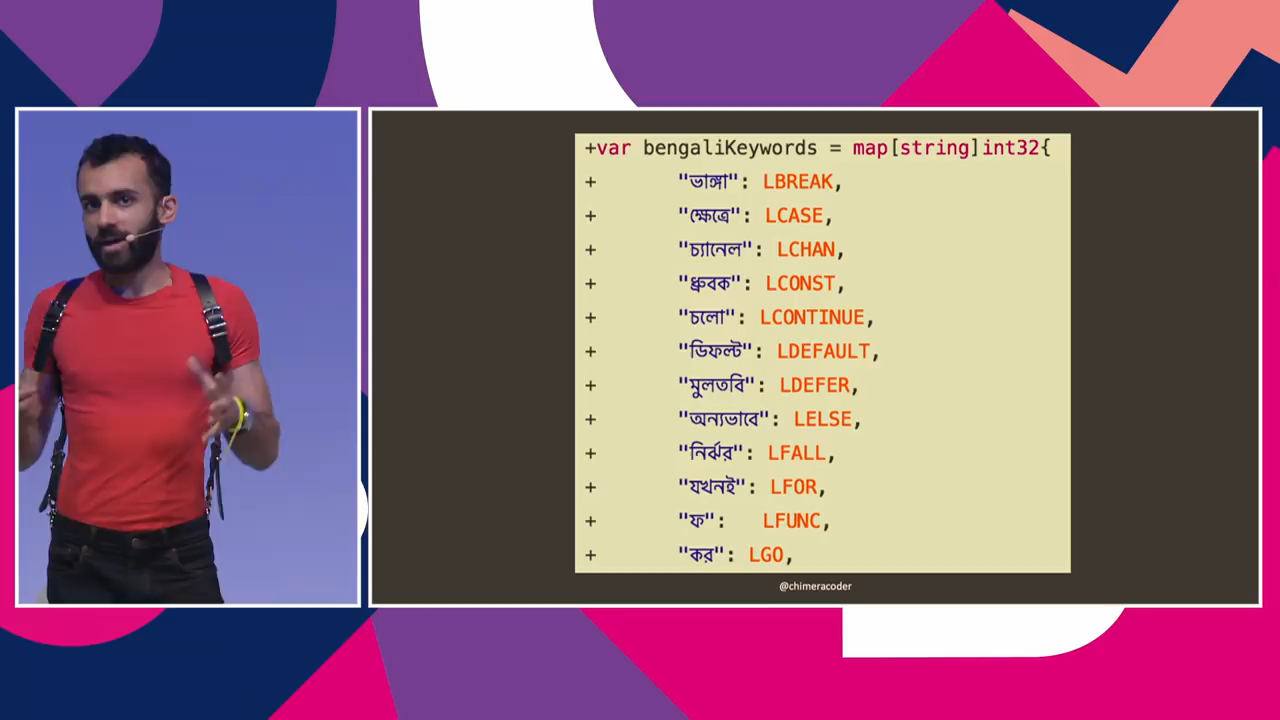 +var bengaliKeywords = map[string]int32{
+ "ভাঙ্গা": LBREAK,
+ "ক্ষেত্রে": LCASE,
+ "চ্যানেল": LCHAN,
+ "ধ্রুবক": LCONST,
+ "চলো": LCONTINUE,
+ "ডিফল্ট": LDEFAULT,
+ "মুলতবি": LDEFER,
+ "অন্যভাবে": LELSE,
+ "নির্ঝর": LFALL,
+ "যখনই": LFOR,
+ "ফ": LFUNC,
+ "কর": LGO,
@chimeracoder